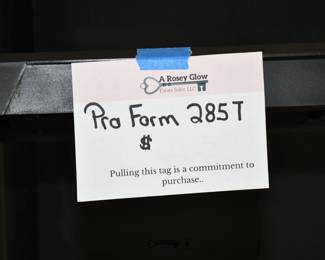 A Rosey Glow
Estate Sales, LLC
Pro Form 285T
$
Pulling this tag is a commitment to
purchase..